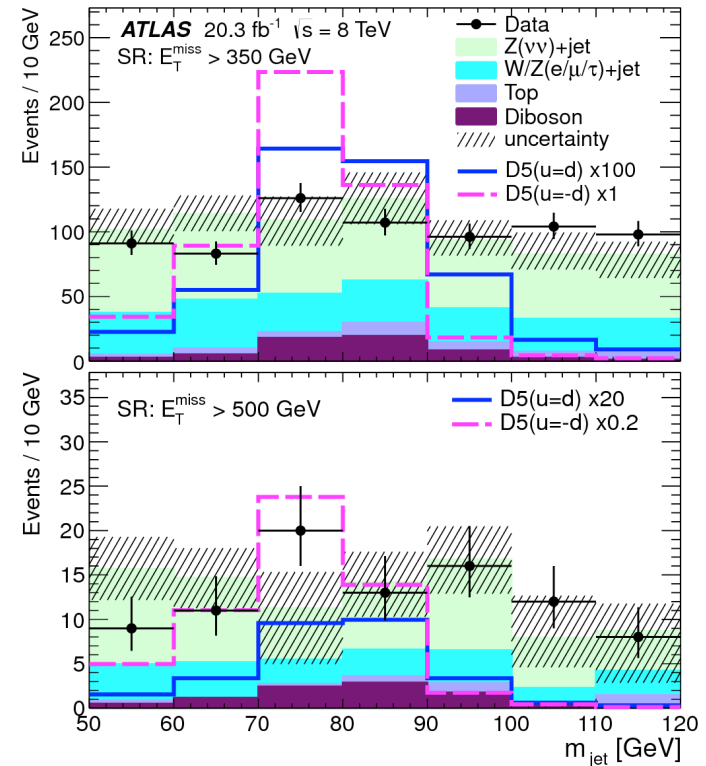 ATLAS 20.3 fb⁻¹ √s = 8 TeV
SR: E_T^miss > 350 GeV
Data
Z(νν)+jet
W/Z(e/μ/τ)+jet
Top
Diboson
uncertainty
D5(u=d) x100
D5(u=-d) x1
Events / 10 GeV
250
200
150
100
50
0
SR: E_T^miss > 500 GeV
D5(u=d) x20
D5(u=-d) x0.2
Events / 10 GeV
35
30
25
20
15
10
5
0
50 60 70 80 90 100 110 120
m_jet [GeV]